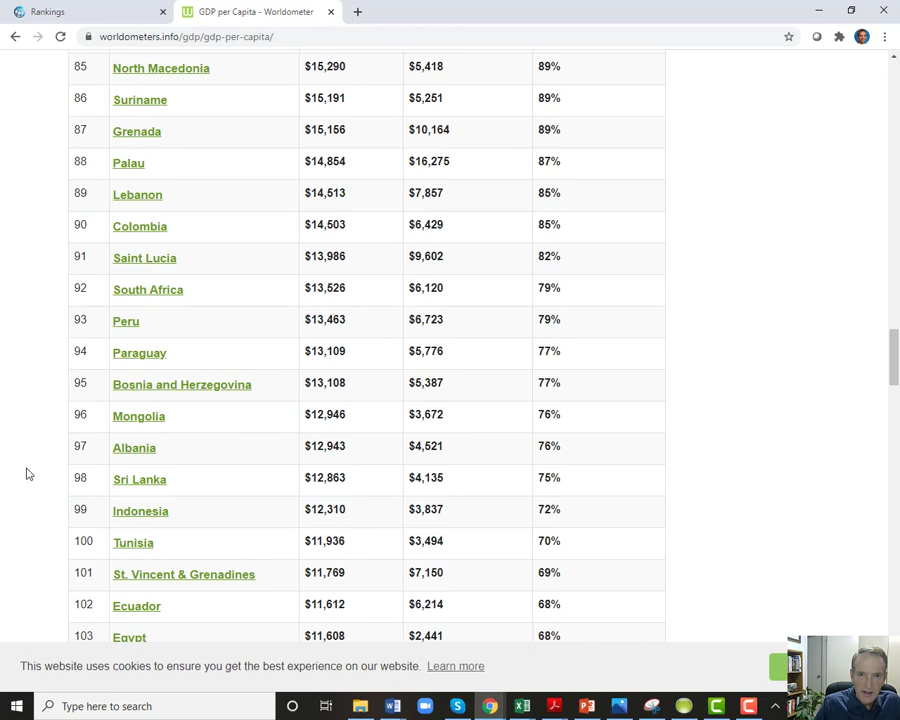 Rankings
GDP per Capita - Worldometer
worldometers.info/gdp/gdp-per-capita/
85 North Macedonia $15,290 $5,418 89%
86 Suriname $15,191 $5,251 89%
87 Grenada $15,156 $10,164 89%
88 Palau $14,854 $16,275 87%
89 Lebanon $14,513 $7,857 85%
90 Colombia $14,503 $6,429 85%
91 Saint Lucia $13,986 $9,602 82%
92 South Africa $13,526 $6,120 79%
93 Peru $13,463 $6,723 79%
94 Paraguay $13,109 $5,776 77%
95 Bosnia and Herzegovina $13,108 $5,387 77%
96 Mongolia $12,946 $3,672 76%
97 Albania $12,943 $4,521 76%
98 Sri Lanka $12,863 $4,135 75%
99 Indonesia $12,310 $3,837 72%
100 Tunisia $11,936 $3,494 70%
101 St. Vincent & Grenadines $11,769 $7,150 69%
102 Ecuador $11,612 $6,214 68%
103 Egypt $11,608 $2,441 68%
This website uses cookies to ensure you get the best experience on our website. Learn more
Type here to search